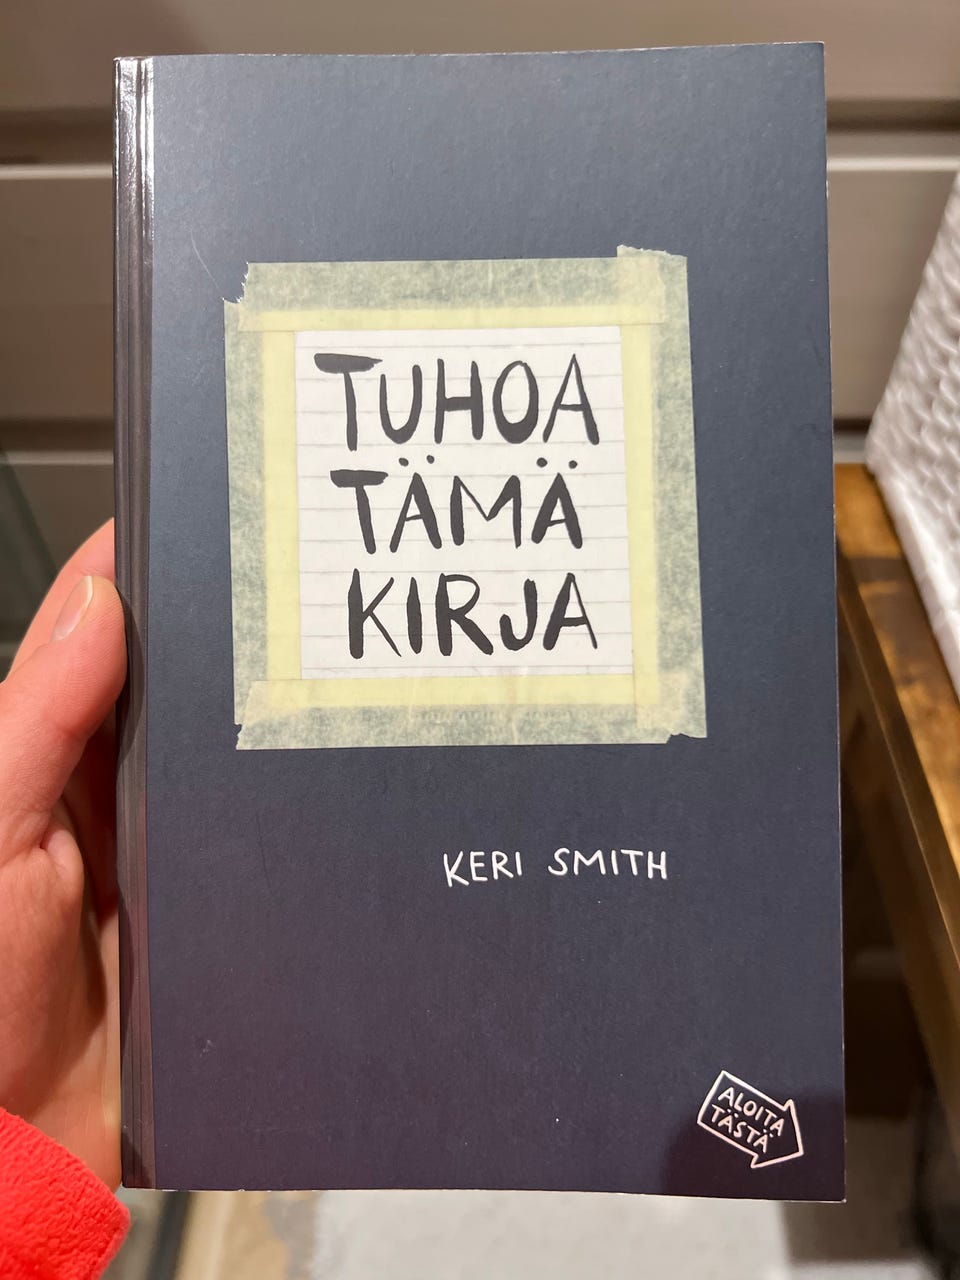 TUHOA
TÄMÄ
KIRJA
KERI SMITH
ALOITA
TÄSTÄ